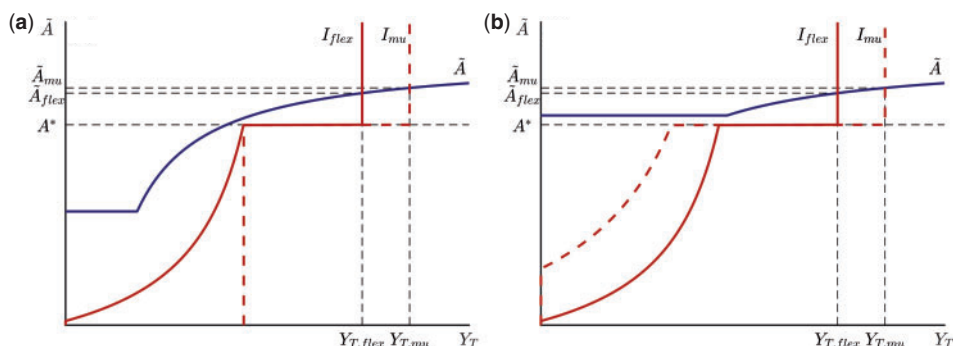 (a)
Ã
I_flex
I_mu
Ã
Ã_mu
Ã_flex
A*
Y_T,flex
Y_T,mu
Y_T
(b)
Ã
I_flex
I_mu
Ã
Ã_mu
Ã_flex
A*
Y_T,flex
Y_T,mu
Y_T